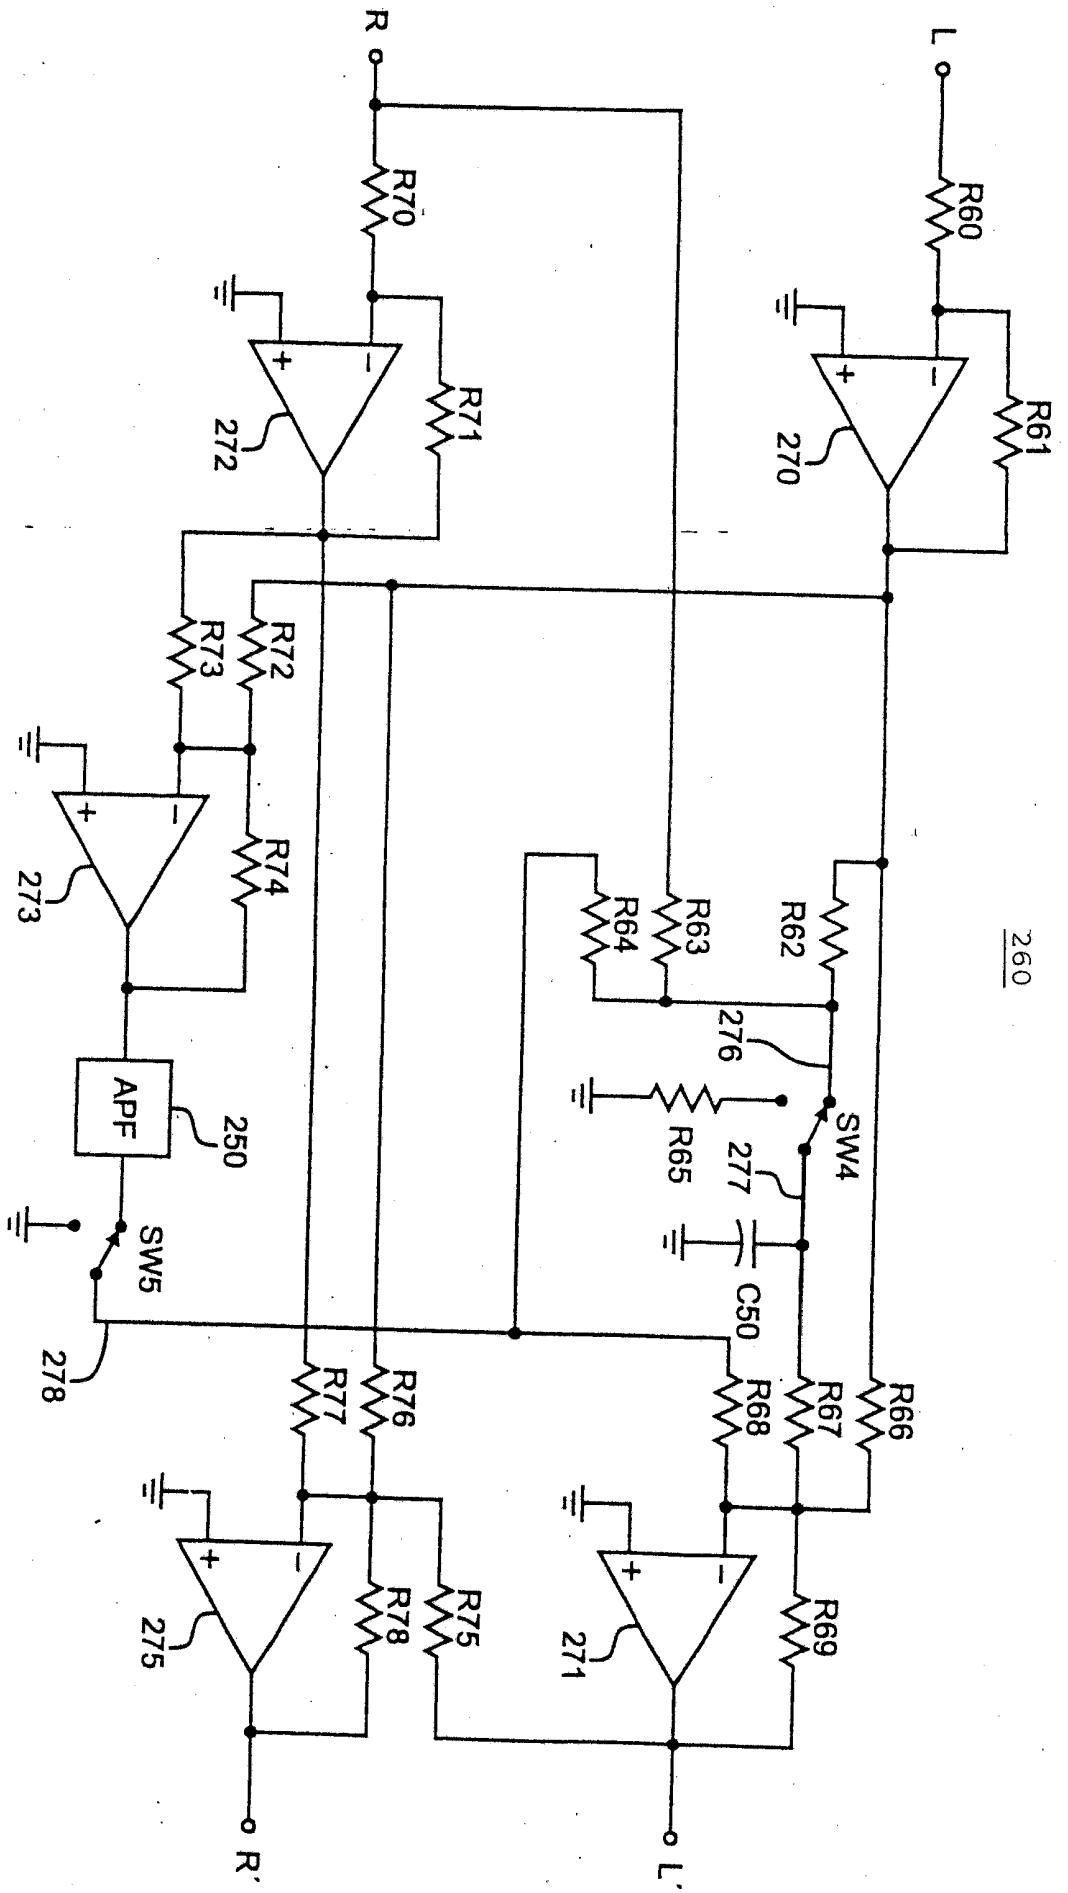 260
L
R60
R61
270
R62
276
SW4
277
R65
C50
R66
R67
R68
R69
271
L'
R63
R64
R
R70
R71
272
R72
R73
R74
273
APF
250
SW5
278
R76
R77
R75
R78
275
R'
- +
- +
- +
- +
- +